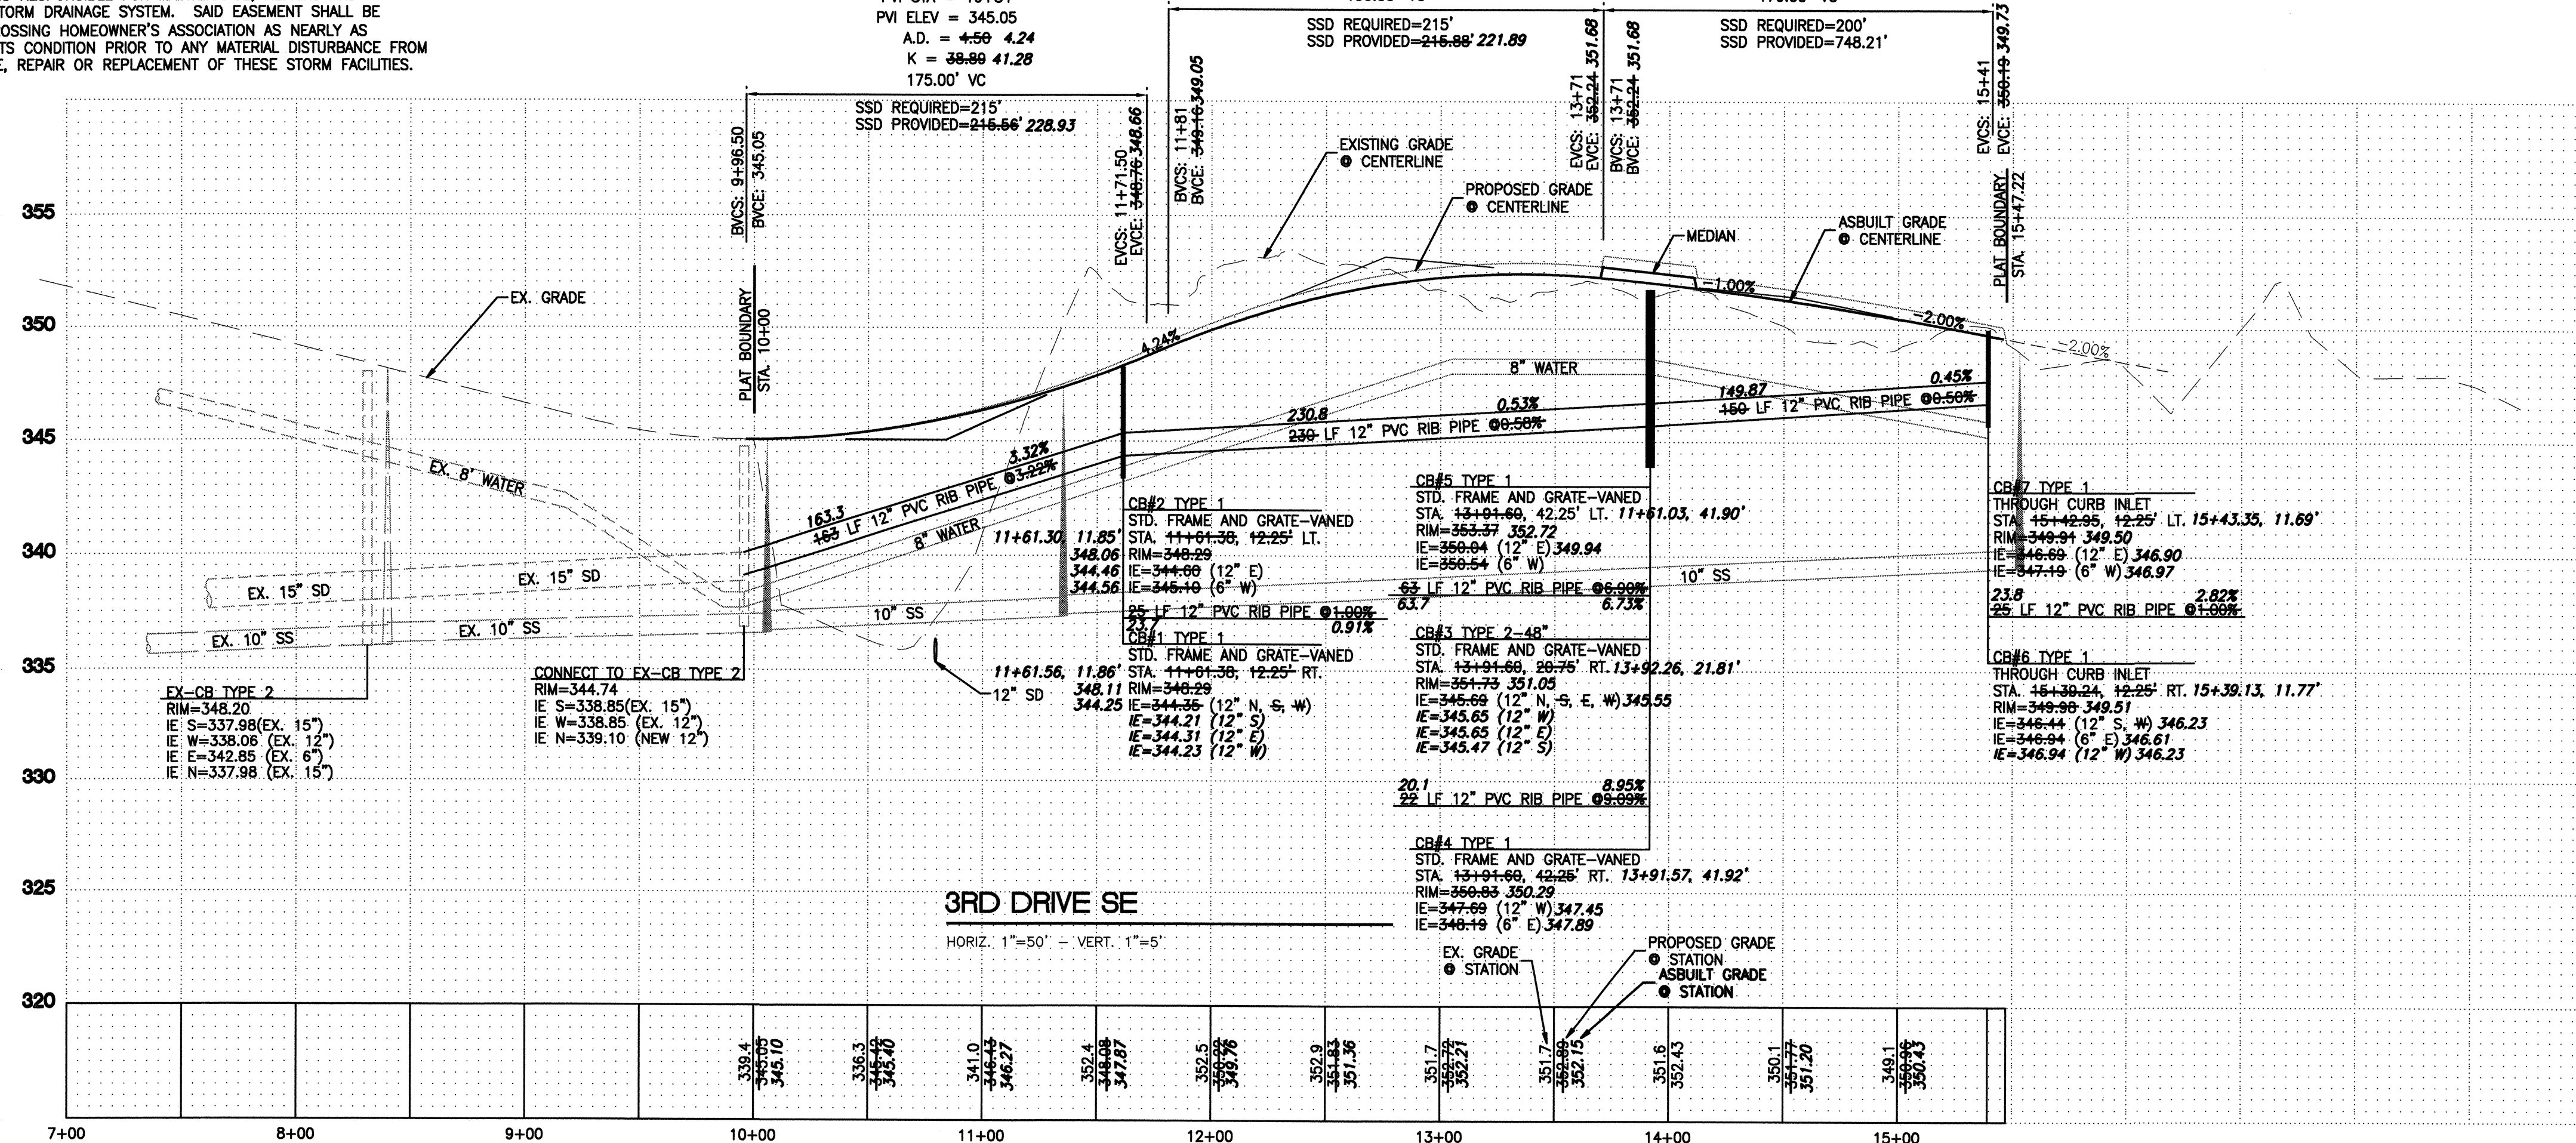 TORM DRAINAGE SYSTEM. SAID EASEMENT SHALL BE
OSSING HOMEOWNER'S ASSOCIATION AS NEARLY AS
TS CONDITION PRIOR TO ANY MATERIAL DISTURBANCE FROM
E, REPAIR OR REPLACEMENT OF THESE STORM FACILITIES.
PVI ELEV = 345.05
A.D. = 4.50 4.24
K = 38.89 41.28
175.00' VC
SSD REQUIRED=215'
SSD PROVIDED=215.56' 228.93
SSD REQUIRED=215'
SSD PROVIDED=215.88' 221.89
SSD REQUIRED=200'
SSD PROVIDED=748.21'
BVCS: 9+96.50
BVCE: 345.05
EVCS: 11+71.50
EVCE: 348.76 348.66
BVCS: 11+81
BVCE: 349.16 349.05
EVCS: 13+71
EVCE: 352.24 351.68
BVCS: 13+71
BVCE: 352.24 351.68
EVCS: 15+41
EVCE: 350.19 349.73
PLAT BOUNDARY
STA. 10+00
PLAT BOUNDARY
STA. 15+47.22
355
350
345
340
335
330
325
320
EX. GRADE
EXISTING GRADE
@ CENTERLINE
PROPOSED GRADE
@ CENTERLINE
MEDIAN
ASBUILT GRADE
@ CENTERLINE
4.24%
-1.00%
-2.00%
-2.00%
8" WATER
EX. 8' WATER
8" WATER
3.32%
163.3
163 LF 12" PVC RIB PIPE @3.22%
230.8 0.53%
230 LF 12" PVC RIB PIPE @0.58%
149.87 0.45%
150 LF 12" PVC RIB PIPE @0.50%
EX. 15" SD
EX. 15" SD
EX. 10" SS
EX. 10" SS
10" SS
10" SS
12" SD
EX-CB TYPE 2
RIM=348.20
IE S=337.98(EX. 15")
IE W=338.06 (EX. 12")
IE E=342.85 (EX. 6")
IE N=337.98 (EX. 15")
CONNECT TO EX-CB TYPE 2
RIM=344.74
IE S=338.85(EX. 15")
IE W=338.85 (EX. 12")
IE N=339.10 (NEW 12")
CB#2 TYPE 1
STD. FRAME AND GRATE-VANED
11+61.30, 11.85' STA. 11+61.38, 12.25' LT.
348.06 RIM=348.29
344.46 IE=344.60 (12" E)
344.56 IE=345.10 (6" W)
25 LF 12" PVC RIB PIPE @1.00%
23.7 0.91%
CB#1 TYPE 1
STD. FRAME AND GRATE-VANED
11+61.56, 11.86' STA. 11+61.38, 12.25' RT.
348.11 RIM=348.29
344.25 IE=344.35 (12" N, S, W)
IE=344.21 (12" S)
IE=344.31 (12" E)
IE=344.23 (12" W)
CB#5 TYPE 1
STD. FRAME AND GRATE-VANED
STA. 13+91.60, 42.25' LT. 11+61.03, 41.90'
RIM=353.37 352.72
IE=350.04 (12" E) 349.94
IE=350.54 (6" W)
63 LF 12" PVC RIB PIPE @6.90%
63.7 6.73%
CB#3 TYPE 2-48"
STD. FRAME AND GRATE-VANED
STA. 13+91.60, 20.75' RT. 13+92.26, 21.81'
RIM=351.73 351.05
IE=345.69 (12" N, S, E, W) 345.55
IE=345.65 (12" W)
IE=345.65 (12" E)
IE=345.47 (12" S)
20.1 8.95%
22 LF 12" PVC RIB PIPE @9.09%
CB#4 TYPE 1
STD. FRAME AND GRATE-VANED
STA. 13+91.60, 42.25' RT. 13+91.57, 41.92'
RIM=350.83 350.29
IE=347.69 (12" W) 347.45
IE=348.19 (6" E) 347.89
CB#7 TYPE 1
THROUGH CURB INLET
STA. 15+42.95, 12.25' LT. 15+43.35, 11.69'
RIM=349.91 349.50
IE=346.69 (12" E) 346.90
IE=347.19 (6" W) 346.97
23.8 2.82%
25 LF 12" PVC RIB PIPE @1.00%
CB#6 TYPE 1
THROUGH CURB INLET
STA. 15+39.24, 12.25' RT. 15+39.13, 11.77'
RIM=349.98 349.51
IE=346.44 (12" S, W) 346.23
IE=346.94 (6" E) 346.61
IE=346.94 (12" W) 346.23
3RD DRIVE SE
HORIZ. 1"=50' - VERT. 1"=5'
EX. GRADE
@ STATION
PROPOSED GRADE
@ STATION
ASBUILT GRADE
@ STATION
339.4
345.05
345.10
336.3
345.42
345.40
341.0
346.43
346.27
352.4
348.08
347.87
352.5
350.22
349.76
352.9
351.83
351.36
351.7
352.72
352.21
351.7
352.89
352.15
351.6
352.43
350.1
351.77
351.20
349.1
350.96
350.43
7+00
8+00
9+00
10+00
11+00
12+00
13+00
14+00
15+00